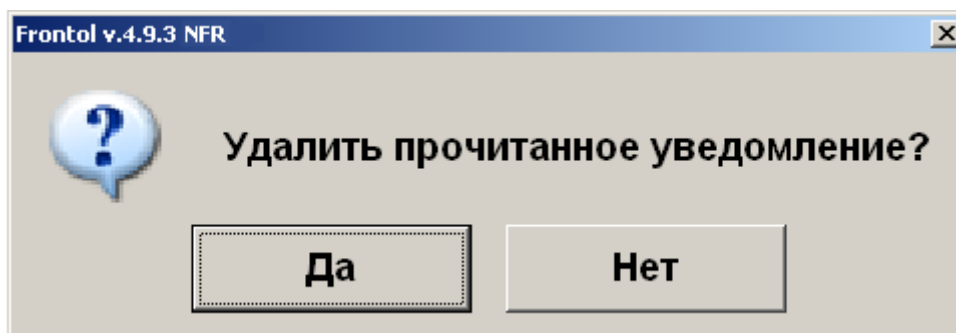 Frontol v.4.9.3 NFR
Удалить прочитанное уведомление?
Да
Нет